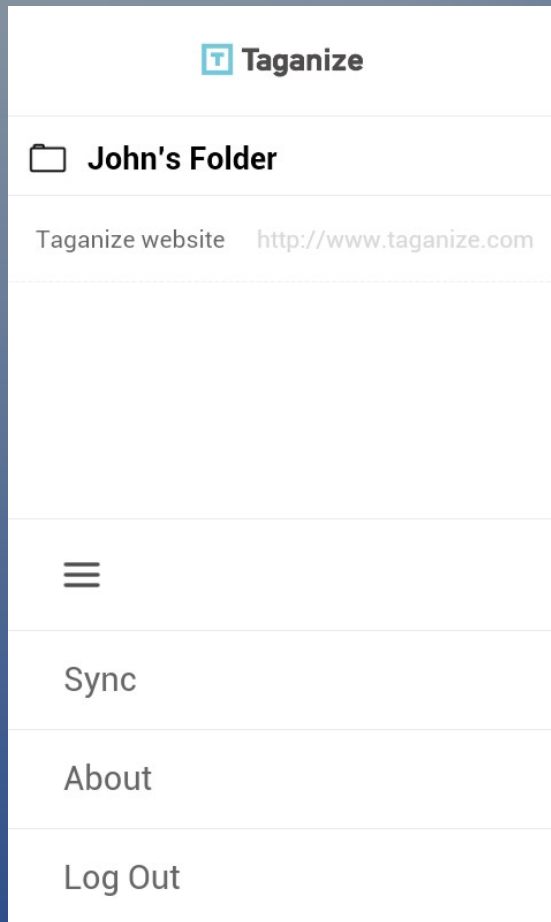 Taganize
John's Folder
Taganize website http://www.taganize.com
Sync
About
Log Out